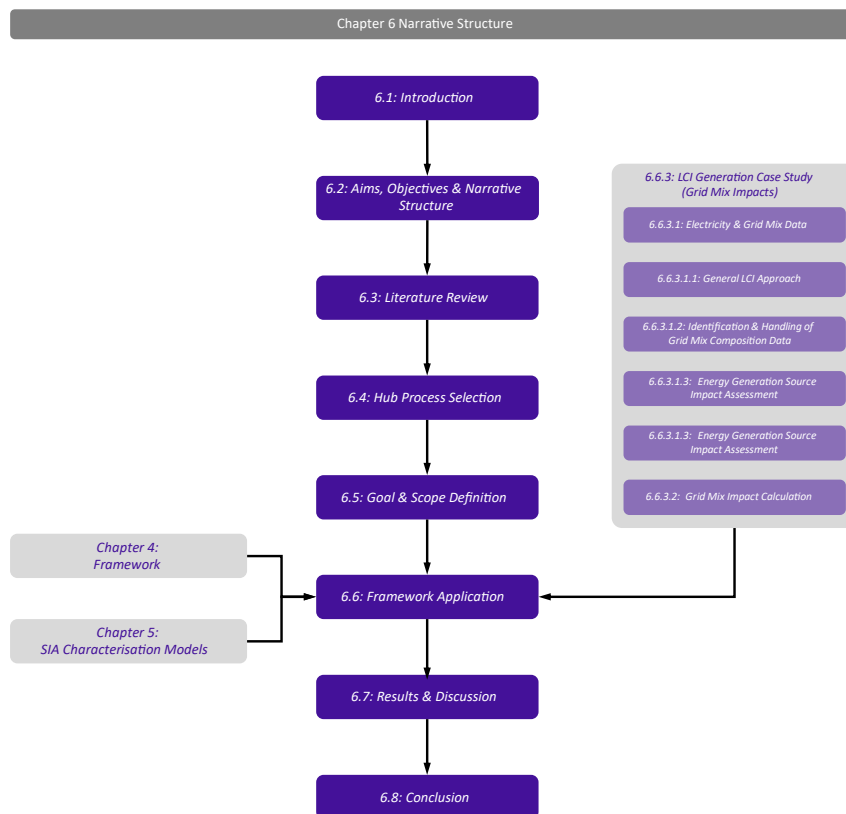 Chapter 6 Narrative Structure
6.1: Introduction
6.2: Aims, Objectives & Narrative
Structure
6.3: Literature Review
6.4: Hub Process Selection
6.5: Goal & Scope Definition
6.6.3: LCI Generation Case Study
(Grid Mix Impacts)
6.6.3.1: Electricity & Grid Mix Data
6.6.3.1.1: General LCI Approach
6.6.3.1.2: Identification & Handling of
Grid Mix Composition Data
6.6.3.1.3: Energy Generation Source
Impact Assessment
6.6.3.1.3: Energy Generation Source
Impact Assessment
6.6.3.2: Grid Mix Impact Calculation
Chapter 4:
Framework
Chapter 5:
SIA Characterisation Models
6.6: Framework Application
6.7: Results & Discussion
6.8: Conclusion